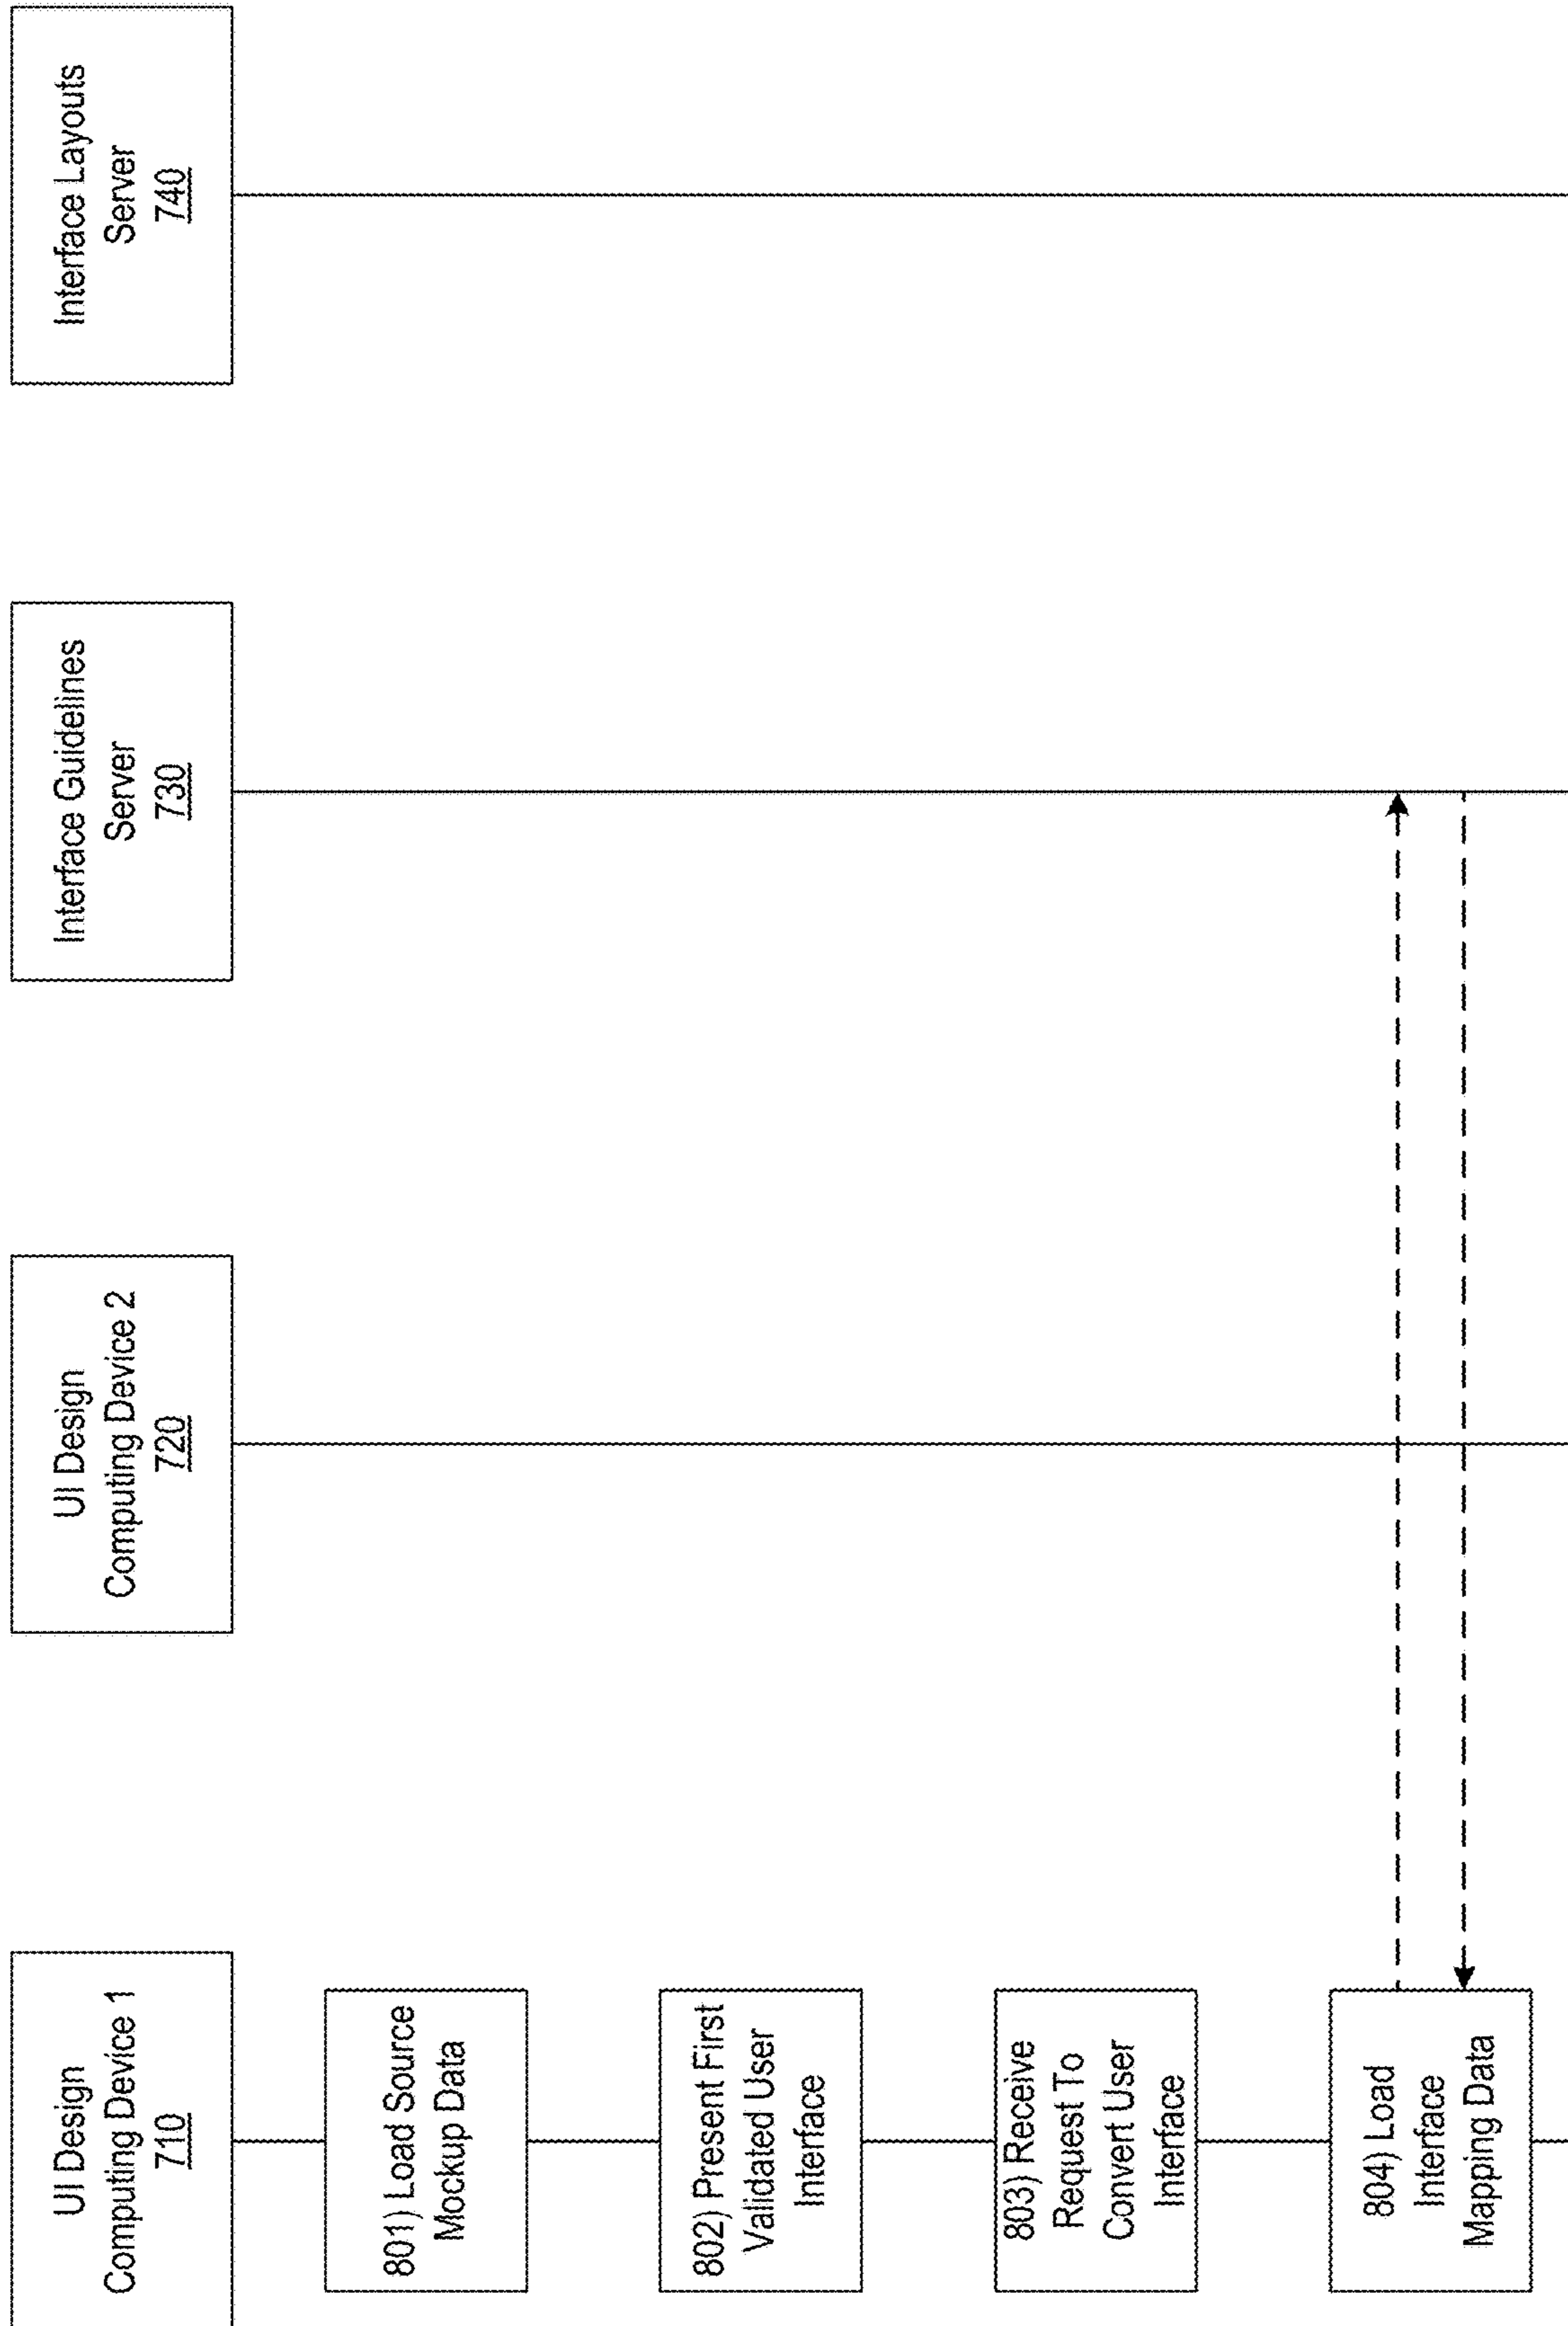 UI Design
Computing Device 1
710
UI Design
Computing Device 2
720
Interface Guidelines
Server
730
Interface Layouts
Server
740
801) Load Source
Mockup Data
802) Present First
Validated User
Interface
803) Receive
Request To
Convert User
Interface
804) Load
Interface
Mapping Data